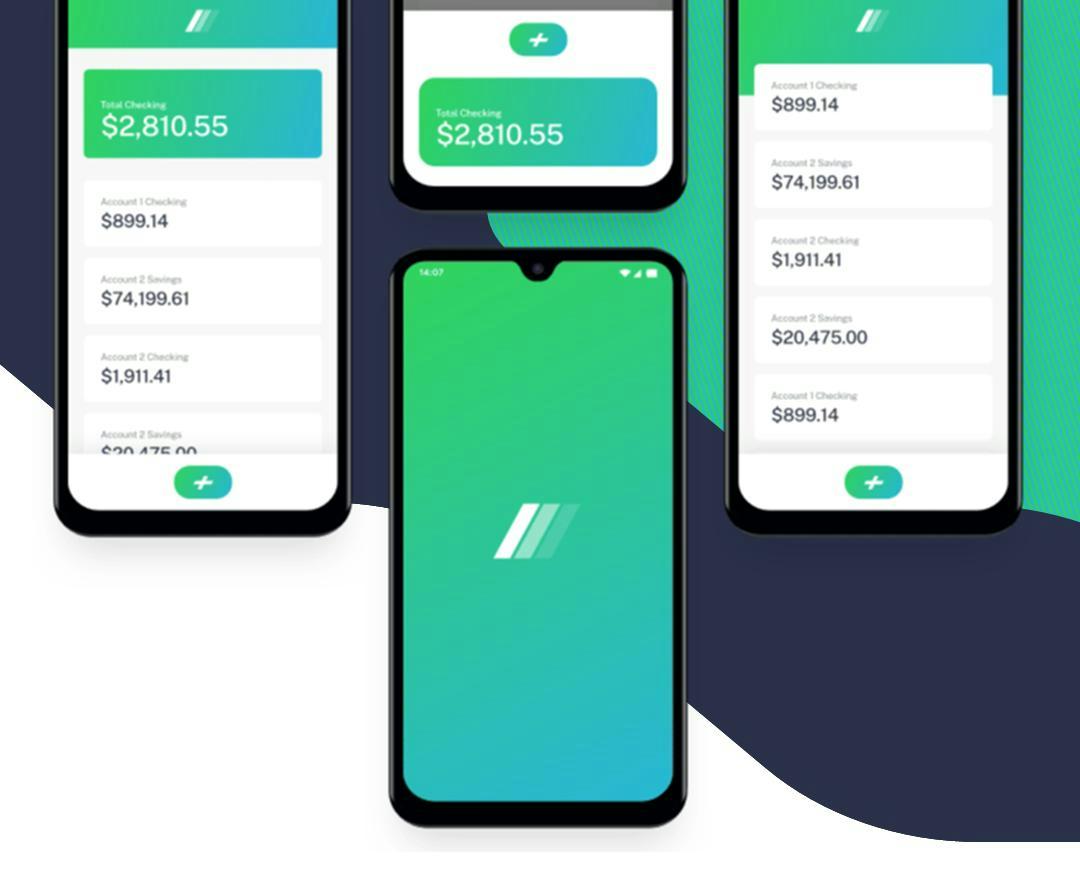 Total Checking
$2,810.55
Account 1 Checking
$899.14
Account 2 Savings
$74,199.61
Account 2 Checking
$1,911.41
Account 2 Savings
$20,475.00
Total Checking
$2,810.55
14:07
Account 1 Checking
$899.14
Account 2 Savings
$74,199.61
Account 2 Checking
$1,911.41
Account 2 Savings
$20,475.00
Account 1 Checking
$899.14